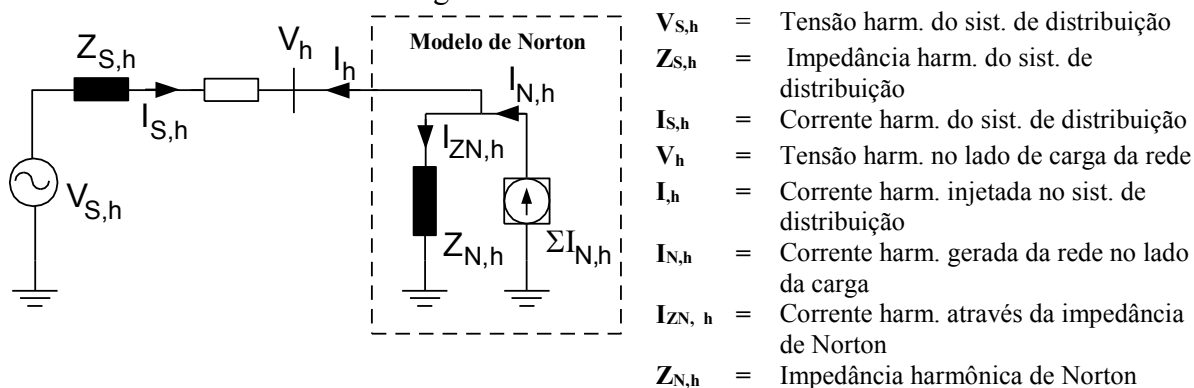 Modelo de Norton
Z_S,h
V_h
I_h
I_N,h
I_S,h
I_ZN,h
V_S,h
Z_N,h
ΣI_N,h
V_S,h = Tensão harm. do sist. de distribuição
Z_S,h = Impedância harm. do sist. de
distribuição
I_S,h = Corrente harm. do sist. de distribuição
V_h = Tensão harm. no lado de carga da rede
I_,h = Corrente harm. injetada no sist. de
distribuição
I_N,h = Corrente harm. gerada da rede no lado
da carga
I_ZN, h = Corrente harm. através da impedância
de Norton
Z_N,h = Impedância harmônica de Norton